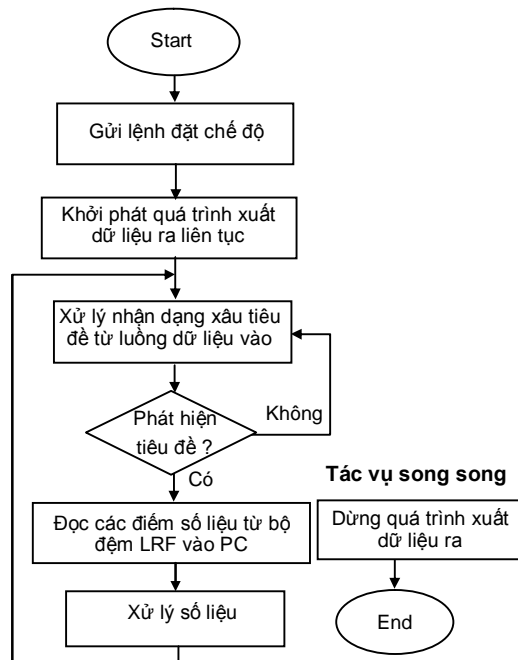 Start
Gửi lệnh đặt chế độ
Khởi phát quá trình xuất
dữ liệu ra liên tục
Xử lý nhận dạng xâu tiêu
đề từ luồng dữ liệu vào
Phát hiện
tiêu đề ?
Không
Có
Đọc các điểm số liệu từ bộ
đệm LRF vào PC
Xử lý số liệu
Tác vụ song song
Dừng quá trình xuất
dữ liệu ra
End